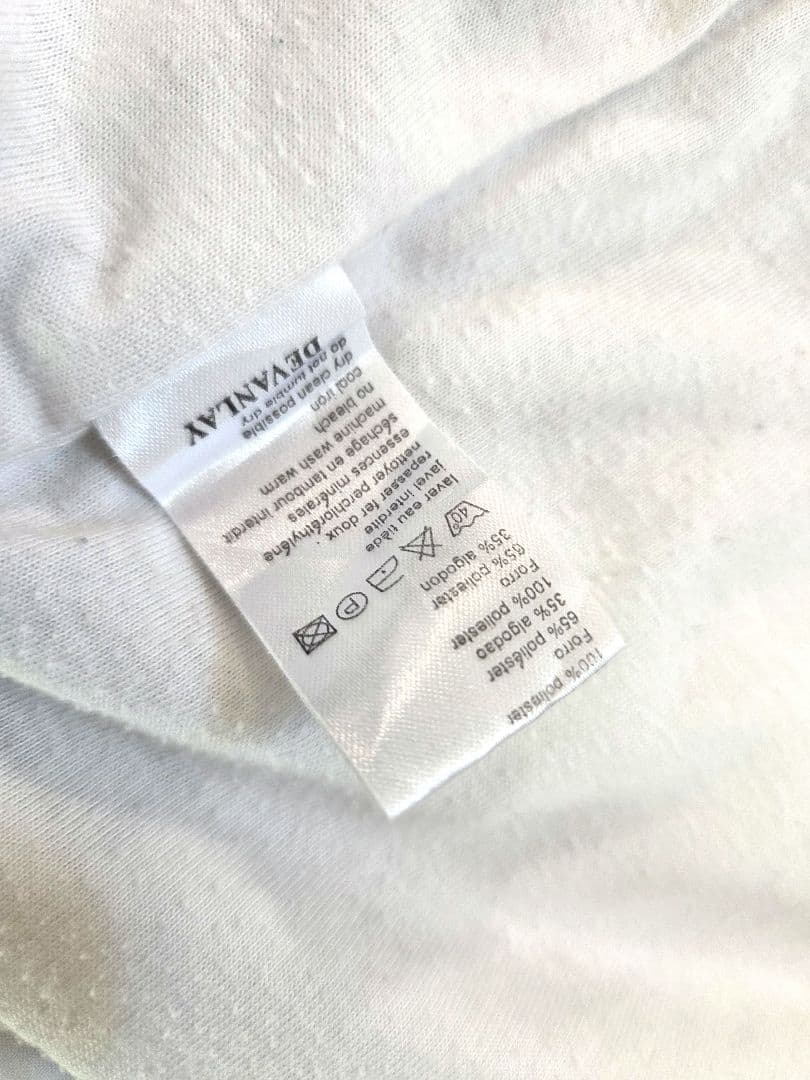 100% poliester
Forro
65% poliéster
35% algodao
100% poliester
Forro
65% poliester
35% algodon
40°
P
laver eau tiède
javel interdite
repasser fer doux
nettoyer perchloréthylène
essences minérales
séchage en tambour interdit
machine wash warm
no bleach
cool iron
dry clean possible
do not tumble dry
DEVANLAY